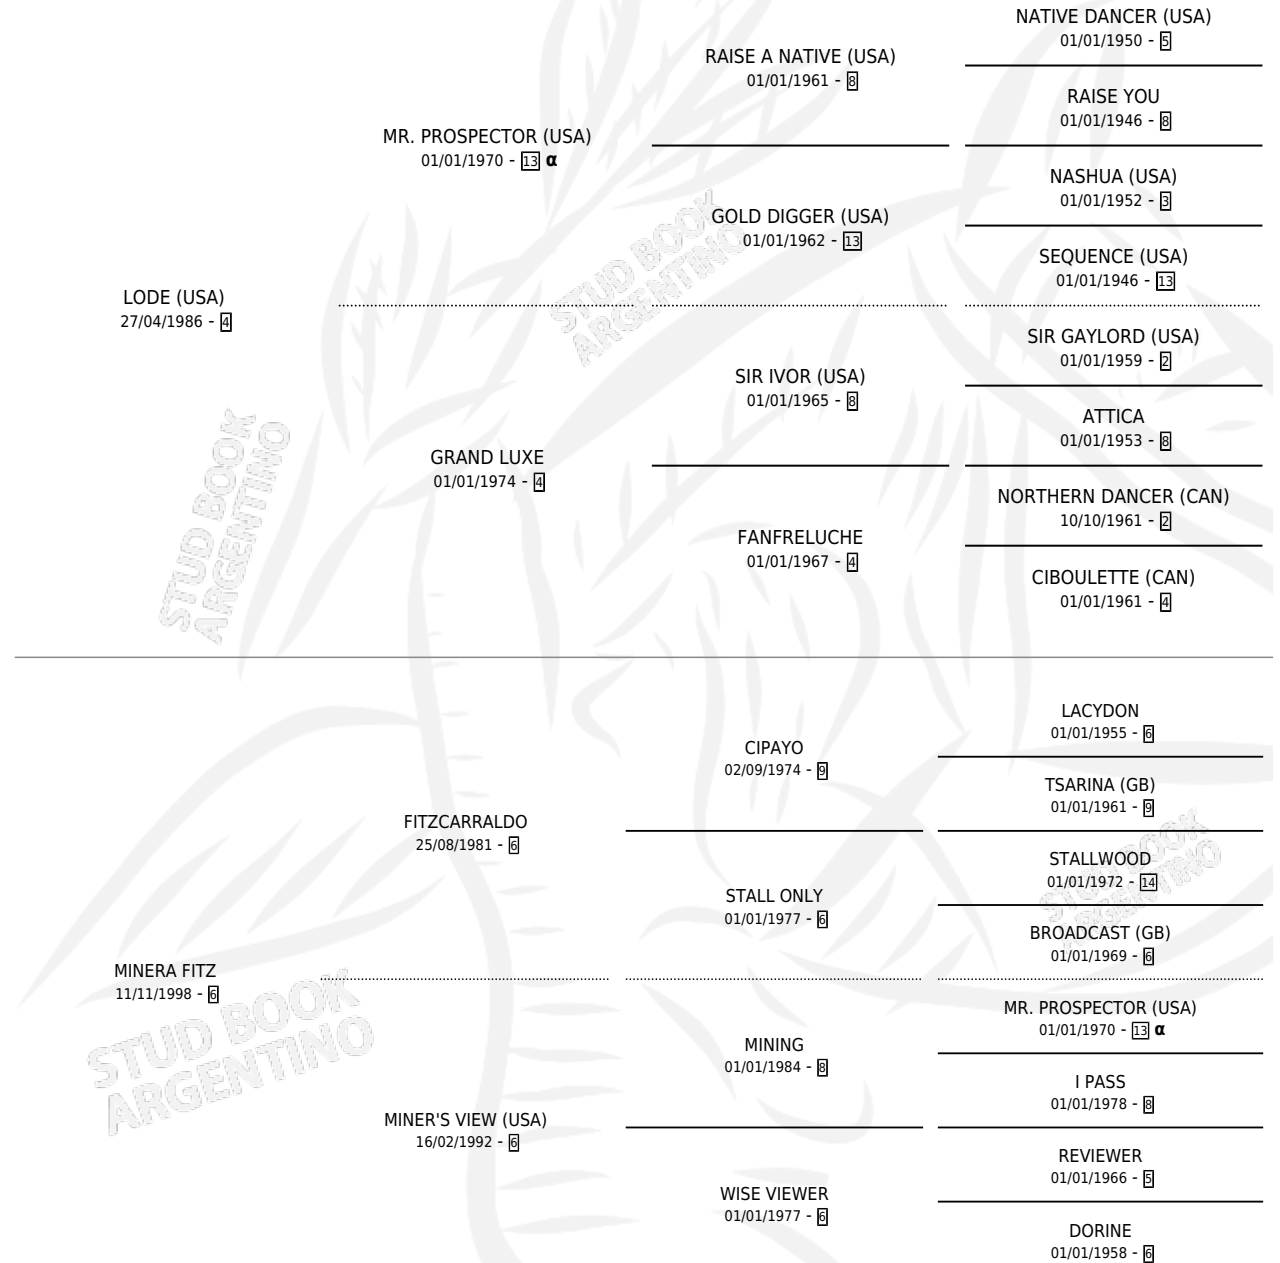 NATIVE DANCER (USA)
01/01/1950 - 5
RAISE A NATIVE (USA)
01/01/1961 - 8
RAISE YOU
01/01/1946 - 8
MR. PROSPECTOR (USA)
01/01/1970 - 13 α
NASHUA (USA)
01/01/1952 - 3
GOLD DIGGER (USA)
01/01/1962 - 13
SEQUENCE (USA)
01/01/1946 - 13
LODE (USA)
27/04/1986 - 4
SIR GAYLORD (USA)
01/01/1959 - 2
SIR IVOR (USA)
01/01/1965 - 8
ATTICA
01/01/1953 - 8
GRAND LUXE
01/01/1974 - 4
NORTHERN DANCER (CAN)
10/10/1961 - 2
FANFRELUCHE
01/01/1967 - 4
CIBOULETTE (CAN)
01/01/1961 - 4
LACYDON
01/01/1955 - 6
CIPAYO
02/09/1974 - 9
TSARINA (GB)
01/01/1961 - 9
FITZCARRALDO
25/08/1981 - 6
STALLWOOD
01/01/1972 - 14
STALL ONLY
01/01/1977 - 6
BROADCAST (GB)
01/01/1969 - 6
MINERA FITZ
11/11/1998 - 6
MR. PROSPECTOR (USA)
01/01/1970 - 13 α
MINING
01/01/1984 - 8
I PASS
01/01/1978 - 8
MINER'S VIEW (USA)
16/02/1992 - 6
REVIEWER
01/01/1966 - 5
WISE VIEWER
01/01/1977 - 6
DORINE
01/01/1958 - 6
STUD BOOK
ARGENTINO
STUD BOOK
ARGENTINO
STUD BOOK
ARGENTINO
STUD BOOK
ARGENTINO